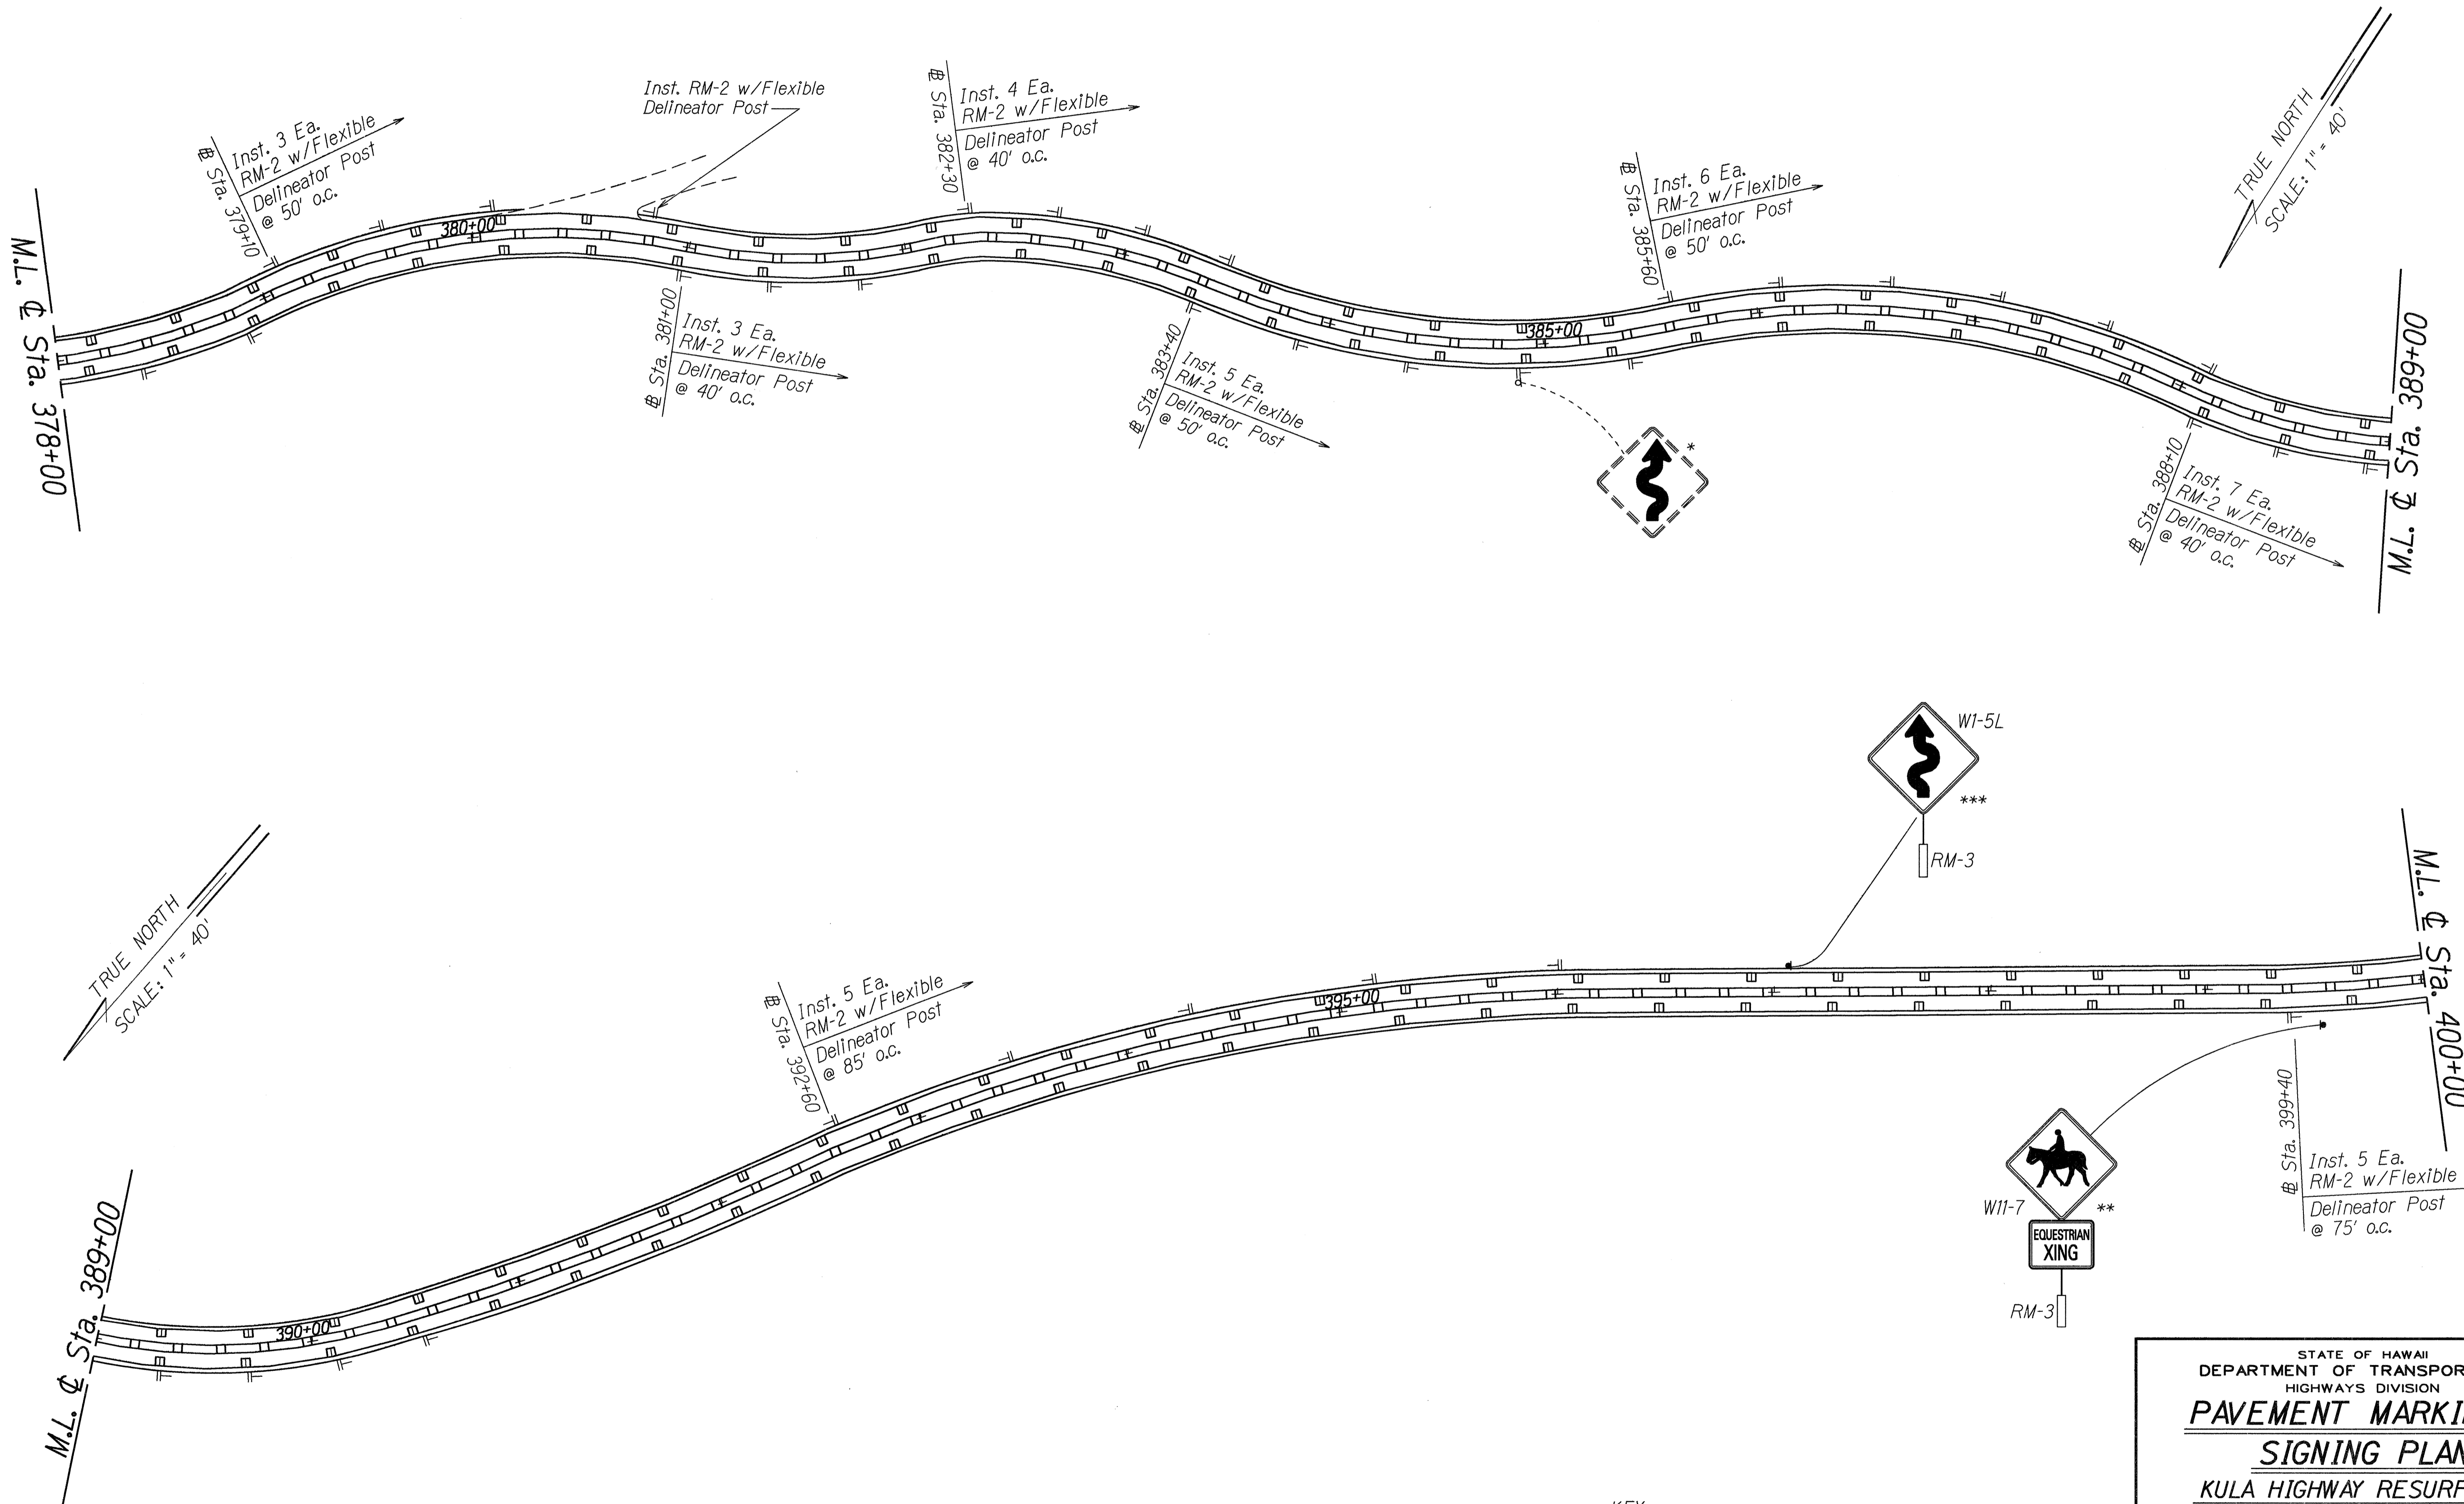 Inst. RM-2 w/Flexible
Delineator Post
₧ Sta. 379+10
Inst. 3 Ea.
RM-2 w/Flexible
Delineator Post
@ 50' o.c.
₧ Sta. 382+30
Inst. 4 Ea.
RM-2 w/Flexible
Delineator Post
@ 40' o.c.
₧ Sta. 385+60
Inst. 6 Ea.
RM-2 w/Flexible
Delineator Post
@ 50' o.c.
TRUE NORTH
SCALE: 1" = 40'
M.L. ℄ Sta. 378+00
380+00
385+00
M.L. ℄ Sta. 389+00
₧ Sta. 381+00
Inst. 3 Ea.
RM-2 w/Flexible
Delineator Post
@ 40' o.c.
₧ Sta. 383+40
Inst. 5 Ea.
RM-2 w/Flexible
Delineator Post
@ 50' o.c.
*
₧ Sta. 388+10
Inst. 7 Ea.
RM-2 w/Flexible
Delineator Post
@ 40' o.c.
W1-5L
***
RM-3
TRUE NORTH
SCALE: 1" = 40'
₧ Sta. 392+60
Inst. 5 Ea.
RM-2 w/Flexible
Delineator Post
@ 85' o.c.
M.L. ℄ Sta. 389+00
390+00
395+00
M.L. ℄ Sta. 400+00
W11-7
**
EQUESTRIAN
XING
RM-3
₧ Sta. 399+40
Inst. 5 Ea.
RM-2 w/Flexible
Delineator Post
@ 75' o.c.
STATE OF HAWAII
DEPARTMENT OF
HIGHWAYS DIVISION
PAVEMENT
SIGNING PLAN
KULA HIGHWAY